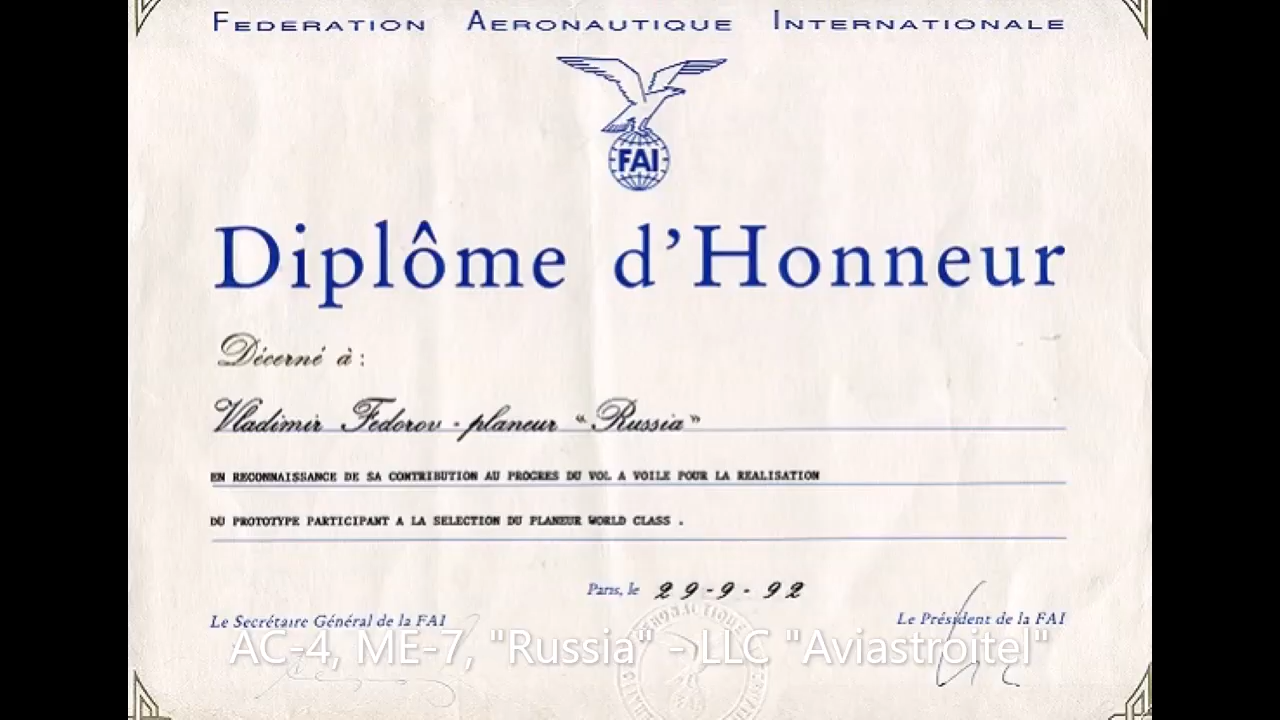 FEDERATION AERONAUTIQUE INTERNATIONALE
FAI
Diplôme d'Honneur
Décerné à :
Vladimir Fedorov - planeur "Russia"
EN RECONNAISSANCE DE SA CONTRIBUTION AU PROGRES DU VOL A VOILE POUR LA REALISATION
DU PROTOTYPE PARTICIPANT A LA SELECTION DU PLANEUR WORLD CLASS .
Paris, le 29-9-92
Le Secrétaire Général de la FAI
Le Président de la FAI
AC-4, ME-7, "Russia" - LLC "Aviastroitel"